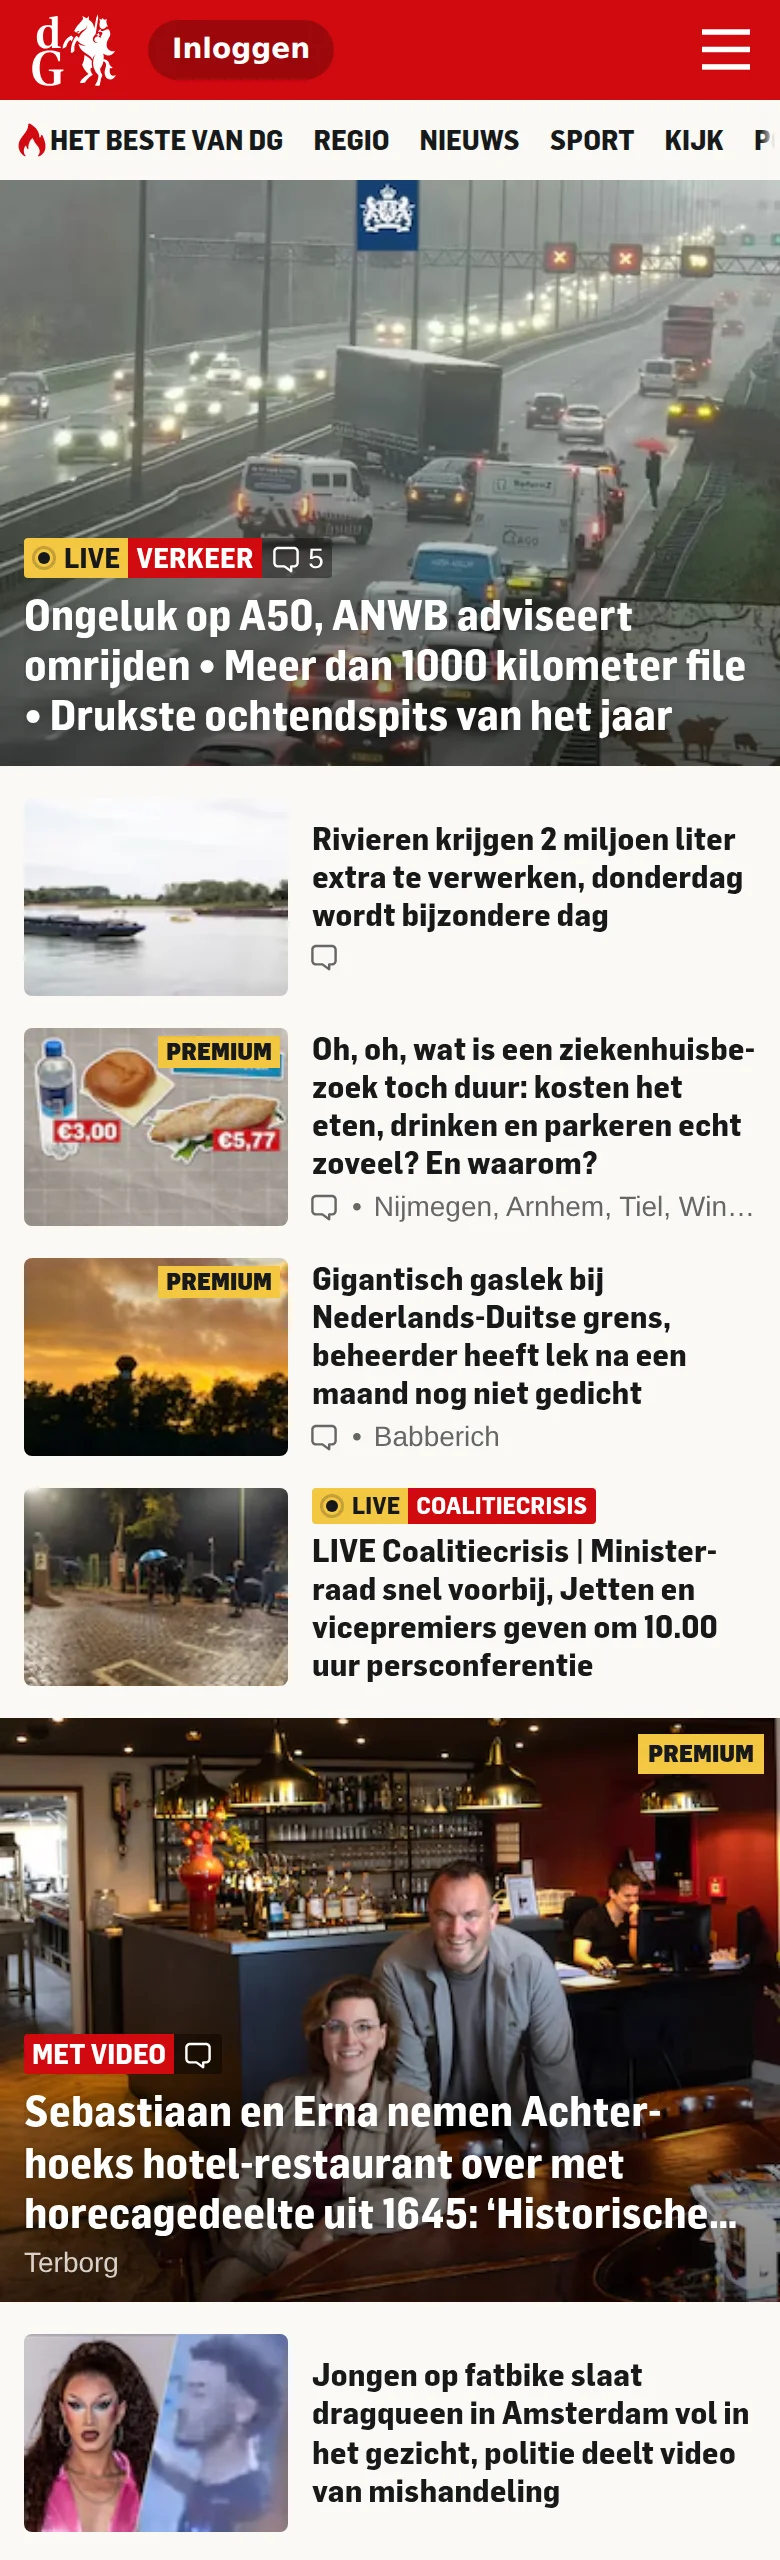 dG
Inloggen
HET BESTE VAN DG REGIO NIEUWS SPORT KIJK
LIVE VERKEER 5
Ongeluk op A50, ANWB adviseert
omrijden • Meer dan 1000 kilometer file
• Drukste ochtendspits van het jaar
Rivieren krijgen 2 miljoen liter
extra te verwerken, donderdag
wordt bijzondere dag
PREMIUM
€3,00
€5,77
Oh, oh, wat is een ziekenhuisbe-
zoek toch duur: kosten het
eten, drinken en parkeren echt
zoveel? En waarom?
• Nijmegen, Arnhem, Tiel, Win...
PREMIUM
Gigantisch gaslek bij
Nederlands-Duitse grens,
beheerder heeft lek na een
maand nog niet gedicht
• Babberich
LIVE COALITIECRISIS
LIVE Coalitiecrisis | Minister-
raad snel voorbij, Jetten en
vicepremiers geven om 10.00
uur persconferentie
PREMIUM
MET VIDEO
Sebastiaan en Erna nemen Achter-
hoeks hotel-restaurant over met
horecagedeelte uit 1645: ‘Historische...
Terborg
Jongen op fatbike slaat
dragqueen in Amsterdam vol in
het gezicht, politie deelt video
van mishandeling